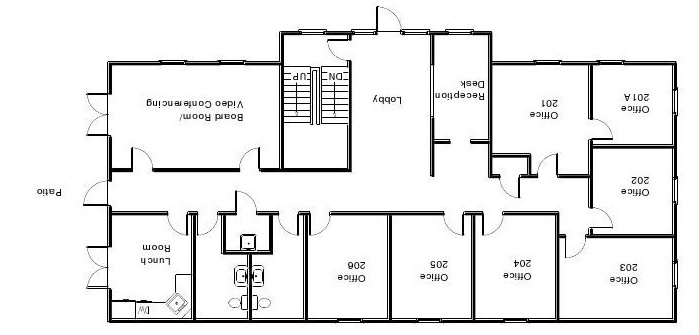 DW
Office
203
Office
204
Office
205
Office
206
Lunch
Room
Office
202
Patio
Office
201A
Office
201
Reception
Desk
Lobby
DN
UP
Board Room/
Video Conferencing